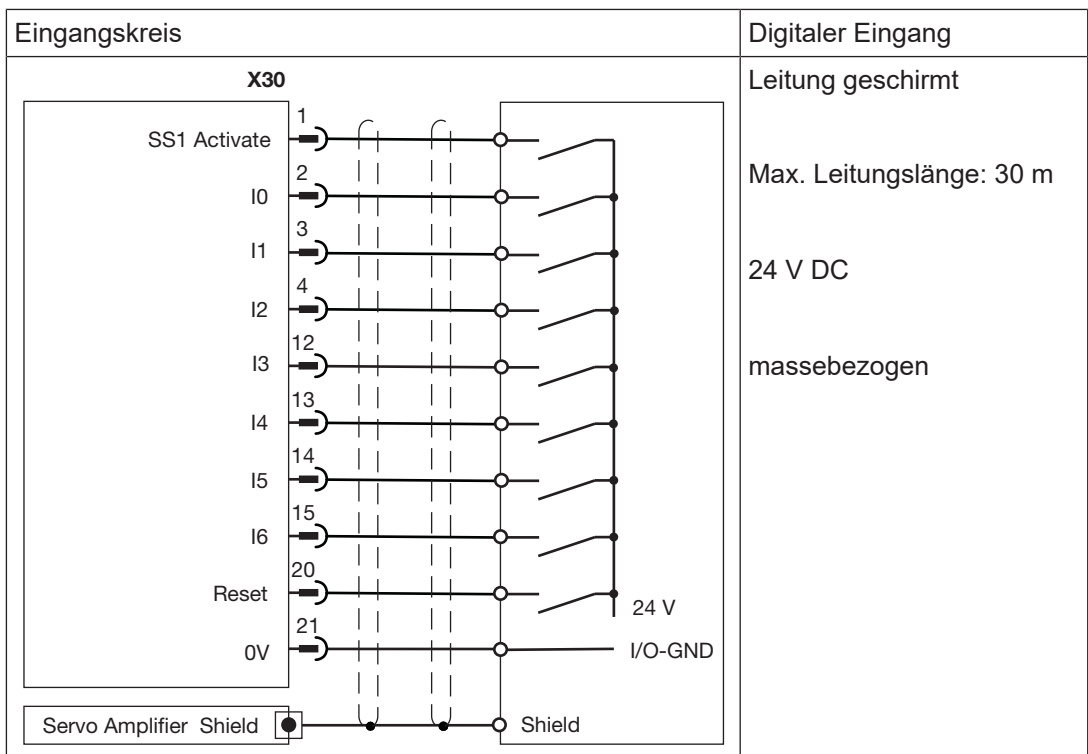 Eingangskreis
Digitaler Eingang
X30
SS1 Activate 1
I0 2
I1 3
I2 4
I3 12
I4 13
I5 14
I6 15
Reset 20
24 V
0V 21
I/O-GND
Servo Amplifier Shield
Shield
Leitung geschirmt
Max. Leitungslänge: 30 m
24 V DC
massebezogen